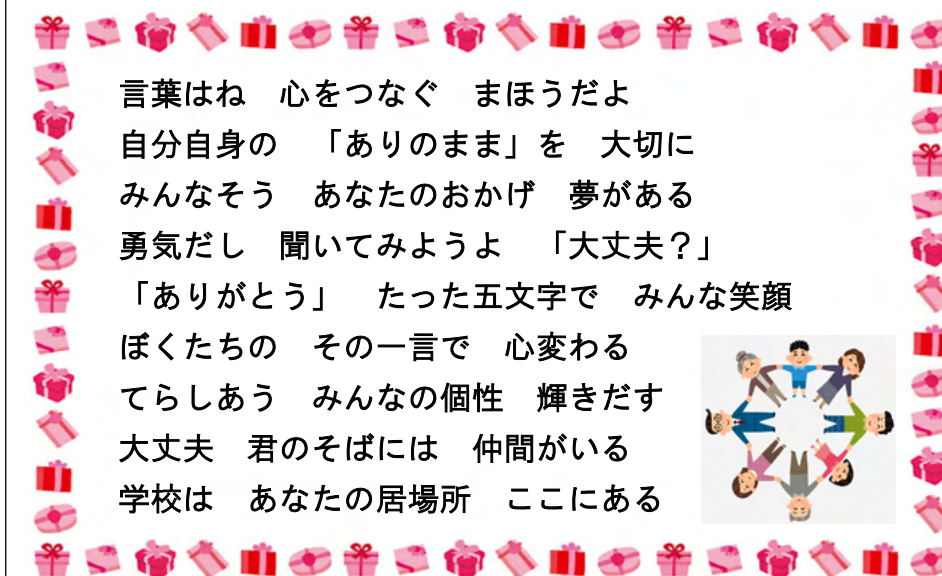 言葉はね　心をつなぐ　まほうだよ
自分自身の　「ありのまま」を　大切に
みんなそう　あなたのおかげ　夢がある
勇気だし　聞いてみようよ　「大丈夫？」
「ありがとう」　たった五文字で　みんな笑顔
ぼくたちの　その一言で　心変わる
てらしあう　みんなの個性　輝きだす
大丈夫　君のそばには　仲間がいる
学校は　あなたの居場所　ここにある